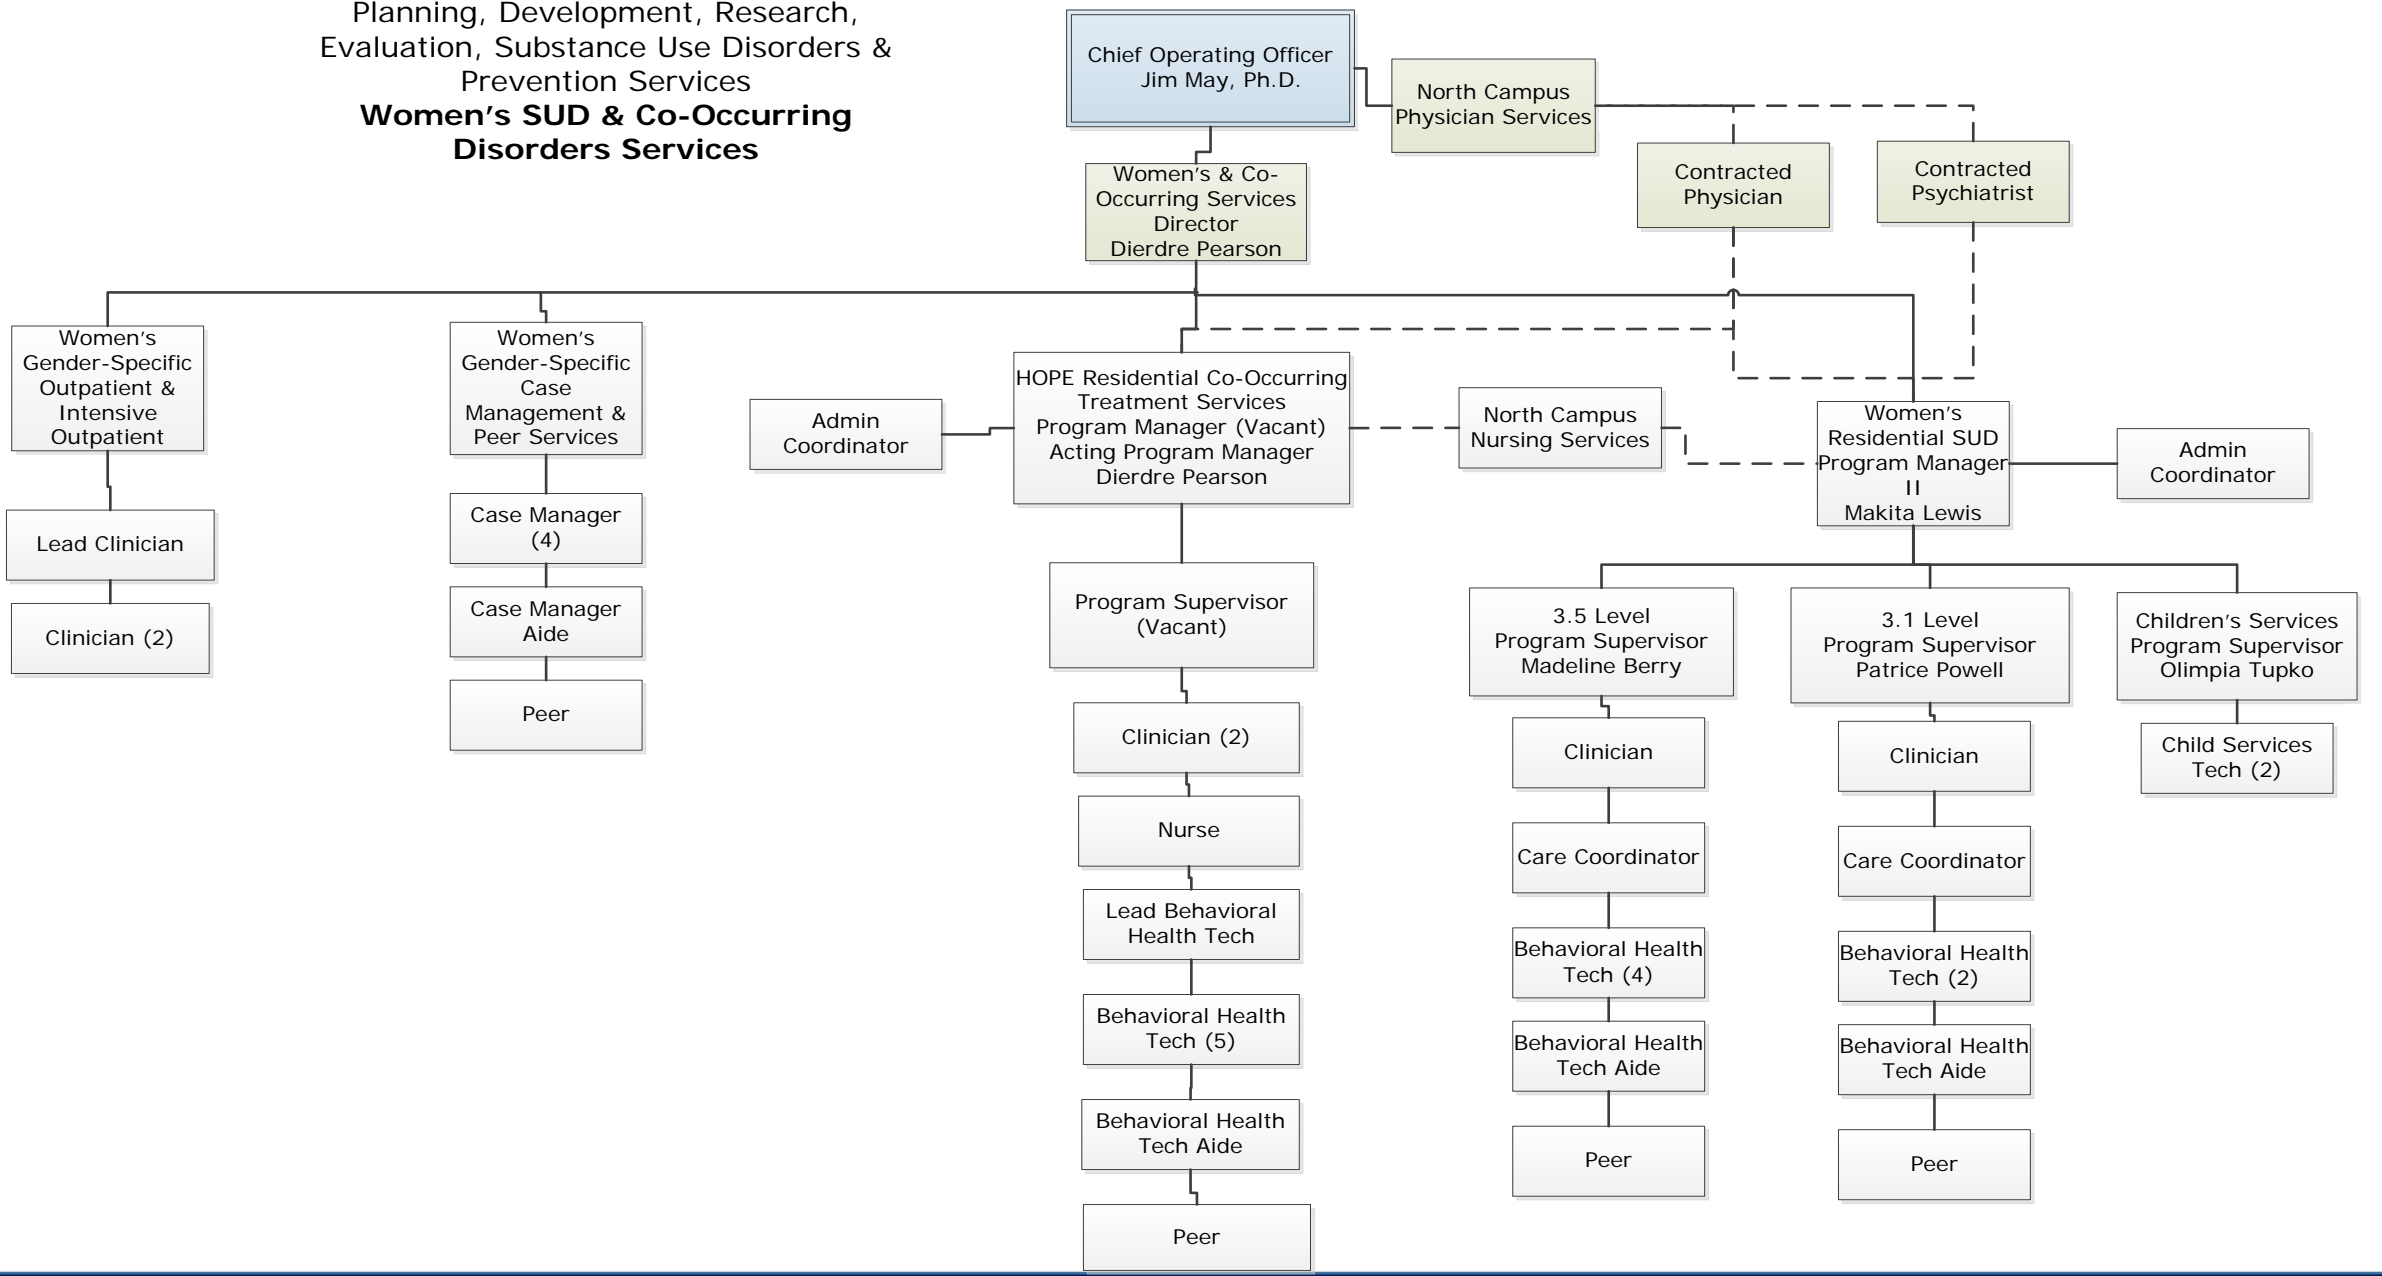 Planning, Development, Research,
Evaluation, Substance Use Disorders &
Prevention Services
Women’s SUD & Co-Occurring
Disorders Services
Chief Operating Officer
Jim May, Ph.D.
North Campus
Physician Services
Contracted
Physician
Contracted
Psychiatrist
Women’s & Co-
Occurring Services
Director
Dierdre Pearson
Women’s
Gender-Specific
Outpatient &
Intensive
Outpatient
Lead Clinician
Clinician (2)
Women’s
Gender-Specific
Case
Management &
Peer Services
Case Manager
(4)
Case Manager
Aide
Peer
Admin
Coordinator
HOPE Residential Co-Occurring
Treatment Services
Program Manager (Vacant)
Acting Program Manager
Dierdre Pearson
North Campus
Nursing Services
Women’s
Residential SUD
Program Manager
II
Makita Lewis
Admin
Coordinator
Program Supervisor
(Vacant)
Clinician (2)
Nurse
Lead Behavioral
Health Tech
Behavioral Health
Tech (5)
Behavioral Health
Tech Aide
Peer
3.5 Level
Program Supervisor
Madeline Berry
Clinician
Care Coordinator
Behavioral Health
Tech (4)
Behavioral Health
Tech Aide
Peer
3.1 Level
Program Supervisor
Patrice Powell
Clinician
Care Coordinator
Behavioral Health
Tech (2)
Behavioral Health
Tech Aide
Peer
Children’s Services
Program Supervisor
Olimpia Tupko
Child Services
Tech (2)